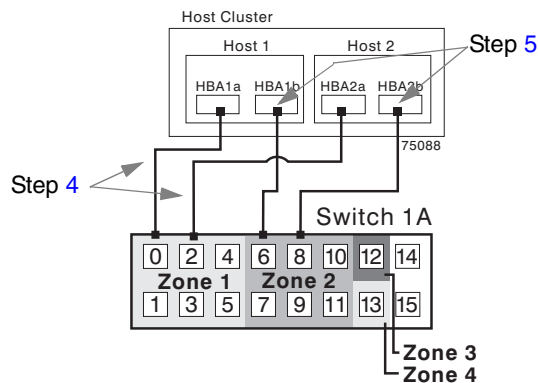 Host Cluster
Host 1 Host 2
Step 5
HBA1a HBA1b HBA2a HBA2b
75088
Step 4
Switch 1A
0 2 4 6 8 10 12 14
Zone 1 Zone 2
1 3 5 7 9 11 13 15
Zone 3
Zone 4